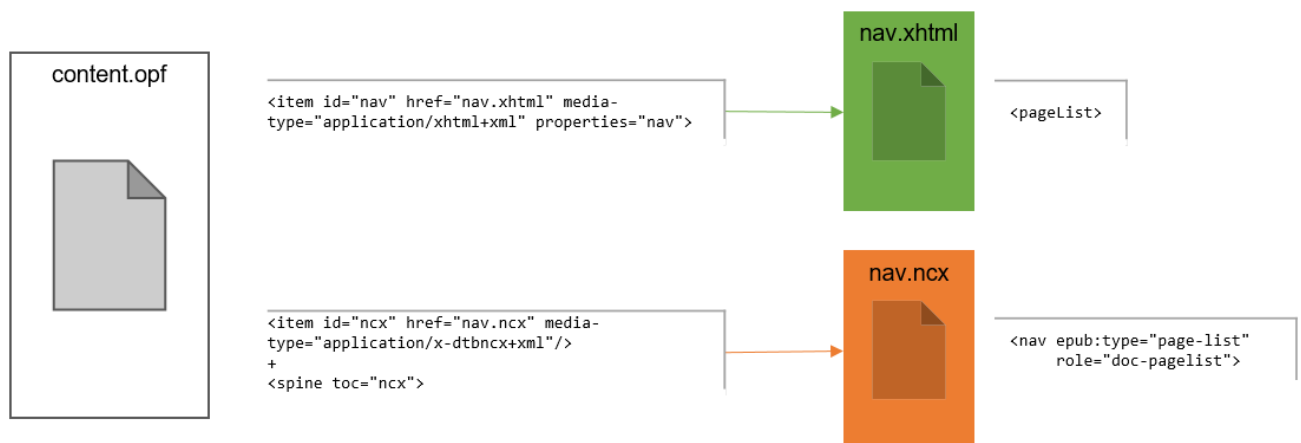 content.opf
<item id="nav" href="nav.xhtml" media-
type="application/xhtml+xml" properties="nav">
nav.xhtml
<pageList>
<item id="ncx" href="nav.ncx" media-
type="application/x-dtbncx+xml"/>
+
<spine toc="ncx">
nav.ncx
<nav epub:type="page-list"
role="doc-pagelist">